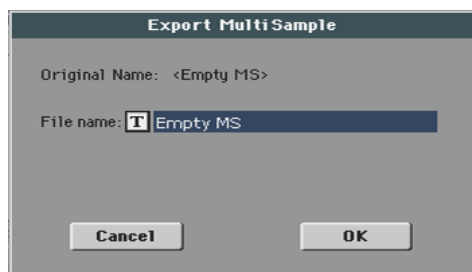 Export MultiSample
Original Name: <Empty MS>
File name: T Empty MS
Cancel OK